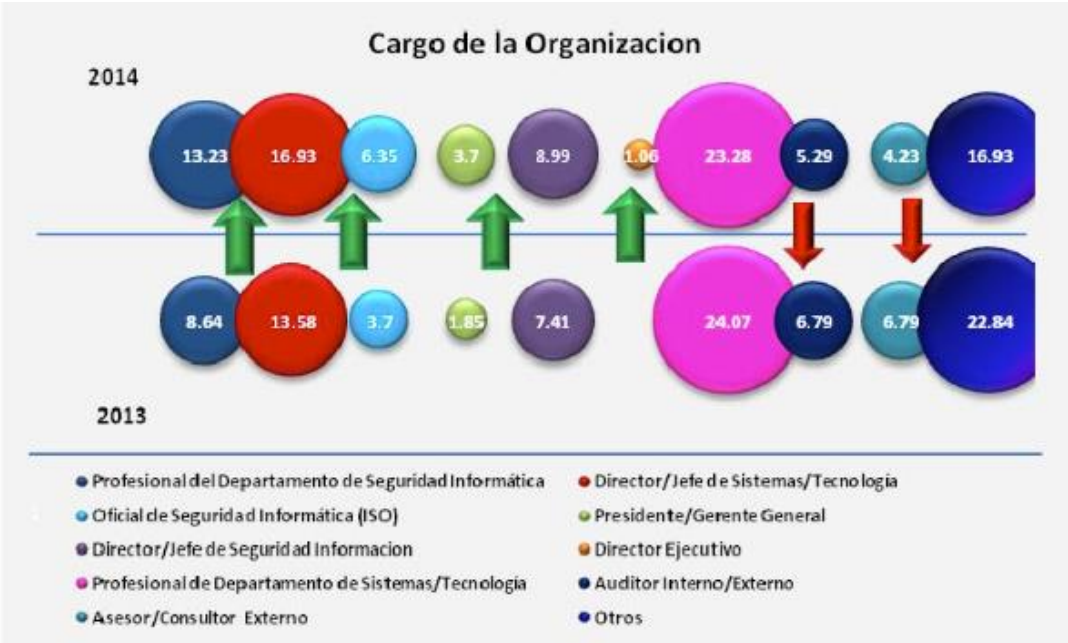 Cargo de la Organizacion
2014
13.23 16.93 6.35 3.7 8.99 1.06 23.28 5.29 4.23 16.93
8.64 13.58 3.7 1.85 7.41 24.07 6.79 6.79 22.84
2013
Profesional del Departamento de Seguridad Informática
Director/Jefe de Sistemas/Tecnología
Oficial de Seguridad Informática (ISO)
Presidente/Gerente General
Director/Jefe de Seguridad Informacion
Director Ejecutivo
Profesional de Departamento de Sistemas/Tecnología
Auditor Interno/Externo
Asesor/Consultor Externo
Otros